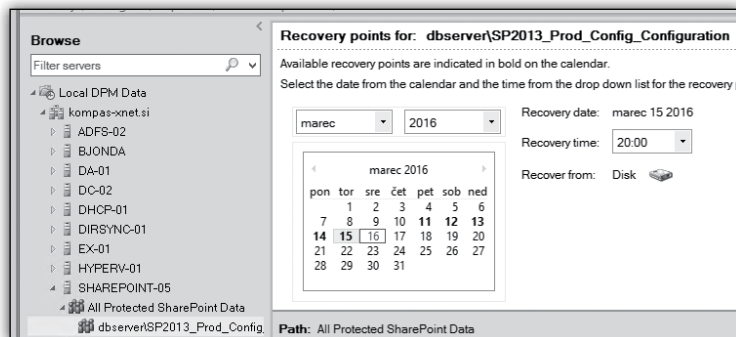 Browse
Filter servers
Local DPM Data
kompas-xnet.si
ADFS-02
BJONDA
DA-01
DC-02
DHCP-01
DIRSYNC-01
EX-01
HYPERV-01
SHAREPOINT-05
All Protected SharePoint Data
dbserver\SP2013_Prod_Config_
Recovery points for: dbserver\SP2013_Prod_Config_Configuration
Available recovery points are indicated in bold on the calendar.
Select the date from the calendar and the time from the drop down list for the recovery
marec 2016
Recovery date: marec 15 2016
Recovery time: 20:00
Recover from: Disk
marec 2016
pon tor sre čet pet sob ned
1 2 3 4 5 6
7 8 9 10 11 12 13
14 15 16 17 18 19 20
21 22 23 24 25 26 27
28 29 30 31
Path: All Protected SharePoint Data